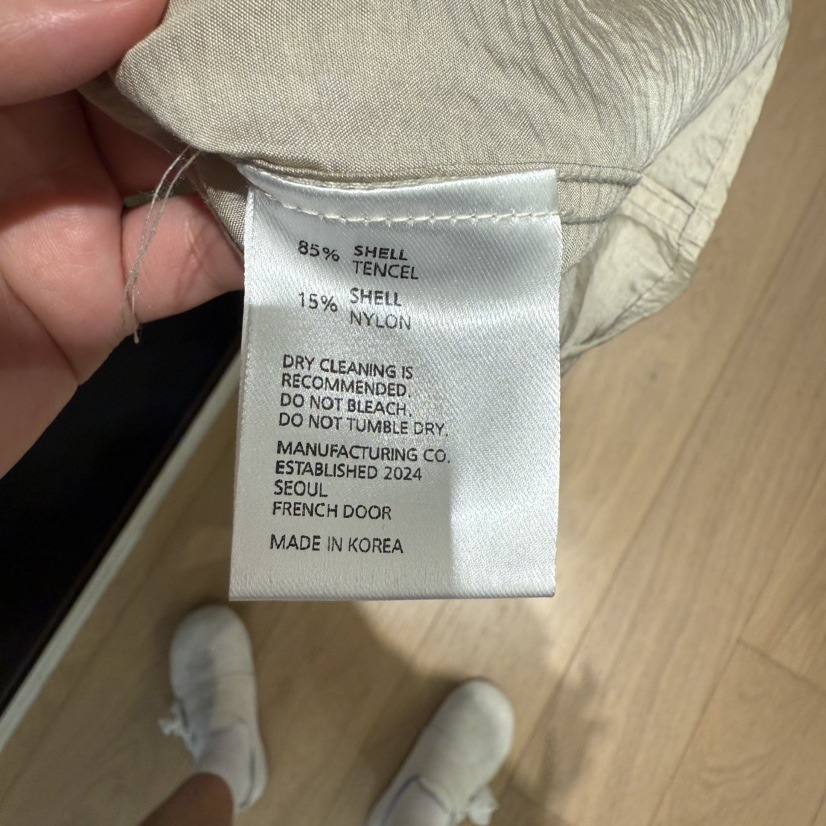 85% SHELL
TENCEL
15% SHELL
NYLON
DRY CLEANING IS
RECOMMENDED.
DO NOT BLEACH.
DO NOT TUMBLE DRY.
MANUFACTURING CO.
ESTABLISHED 2024
SEOUL
FRENCH DOOR
MADE IN KOREA